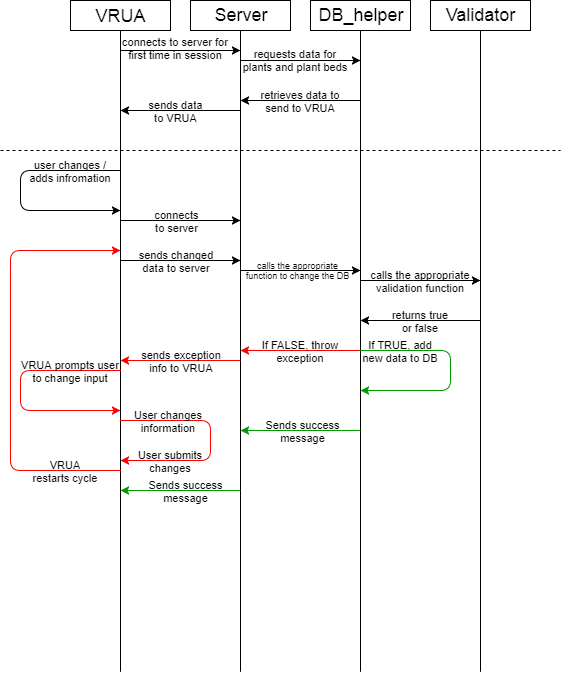 VRUA
Server
DB_helper
Validator
connects to server for
first time in session
requests data for
plants and plant beds
retrieves data to
send to VRUA
sends data
to VRUA
user changes /
adds infromation
connects
to server
sends changed
data to server
calls the appropriate
function to change the DB
calls the appropriate
validation function
returns true
or false
If FALSE, throw
exception
If TRUE, add
new data to DB
sends exception
info to VRUA
VRUA prompts user
to change input
User changes
information
Sends success
message
User submits
changes
VRUA
restarts cycle
Sends success
message